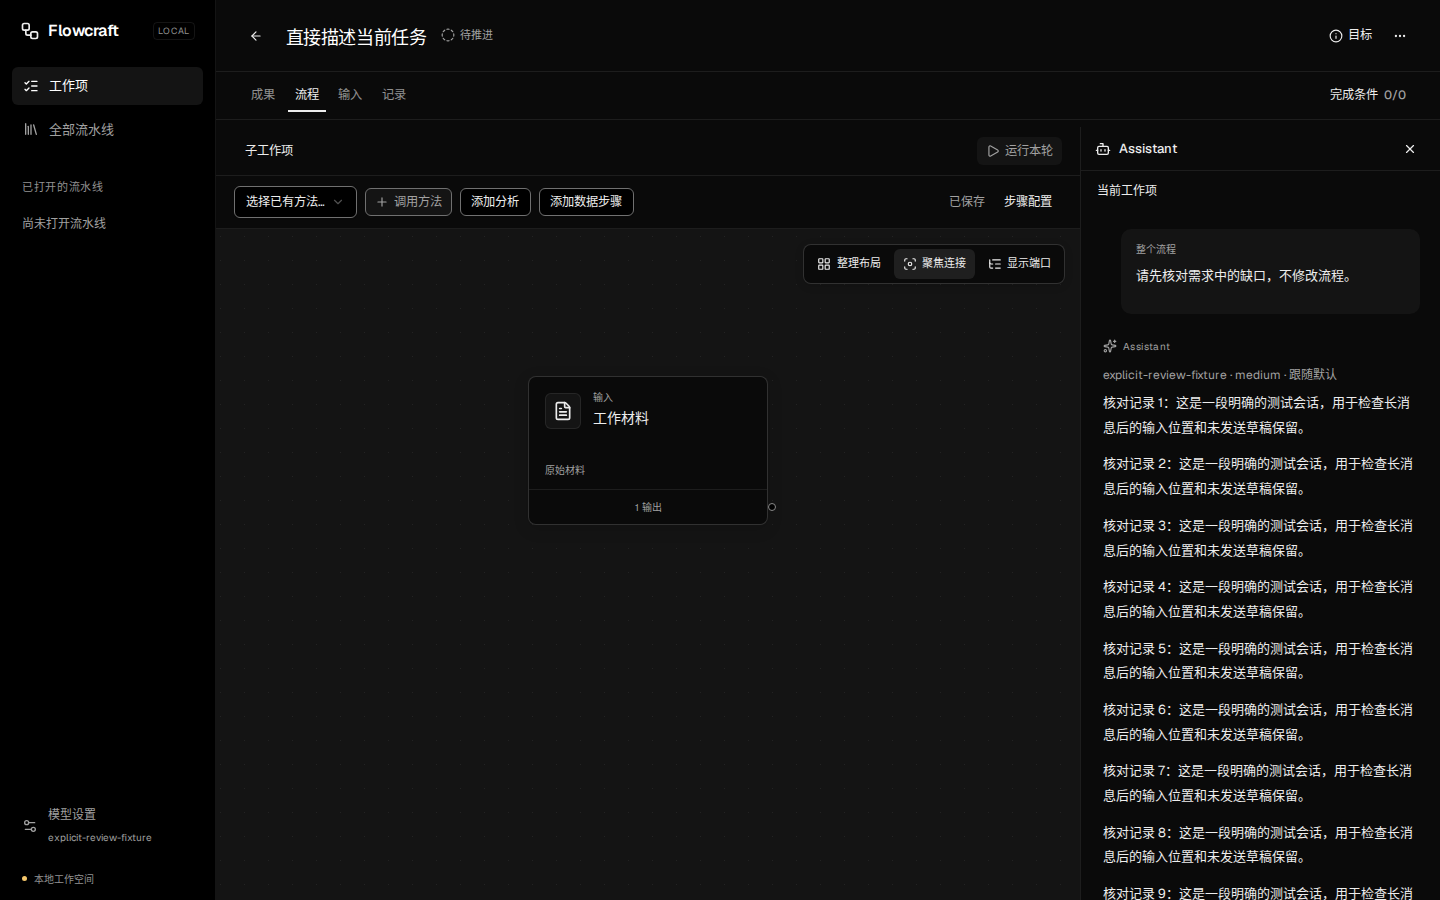 Flowcraft
LOCAL
工作项
全部流水线
已打开的流水线
尚未打开流水线
模型设置
explicit-review-fixture
本地工作空间
直接描述当前任务
待推进
目标
成果
流程
输入
记录
完成条件 0/0
子工作项
运行本轮
选择已有方法...
调用方法
添加分析
添加数据步骤
已保存
步骤配置
整理布局
聚焦连接
显示端口
输入
工作材料
原始材料
1 输出
Assistant
当前工作项
整个流程
请先核对需求中的缺口，不修改流程。
Assistant
explicit-review-fixture · medium · 跟随默认
核对记录 1：这是一段明确的测试会话，用于检查长消
息后的输入位置和未发送草稿保留。
核对记录 2：这是一段明确的测试会话，用于检查长消
息后的输入位置和未发送草稿保留。
核对记录 3：这是一段明确的测试会话，用于检查长消
息后的输入位置和未发送草稿保留。
核对记录 4：这是一段明确的测试会话，用于检查长消
息后的输入位置和未发送草稿保留。
核对记录 5：这是一段明确的测试会话，用于检查长消
息后的输入位置和未发送草稿保留。
核对记录 6：这是一段明确的测试会话，用于检查长消
息后的输入位置和未发送草稿保留。
核对记录 7：这是一段明确的测试会话，用于检查长消
息后的输入位置和未发送草稿保留。
核对记录 8：这是一段明确的测试会话，用于检查长消
息后的输入位置和未发送草稿保留。
核对记录 9：这是一段明确的测试会话，用于检查长消